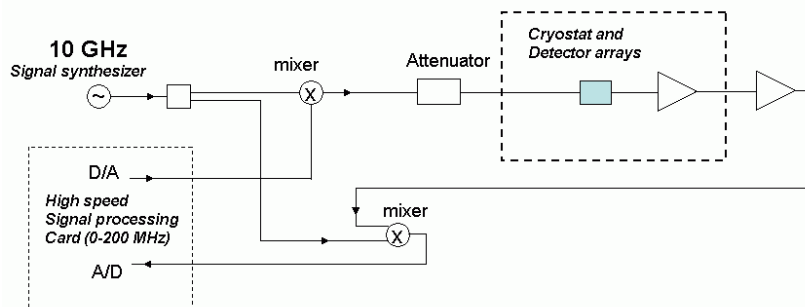 10 GHz
Signal synthesizer
~
mixer
X
Attenuator
Cryostat and
Detector arrays
D/A
High speed
Signal processing
Card (0-200 MHz)
A/D
mixer
X